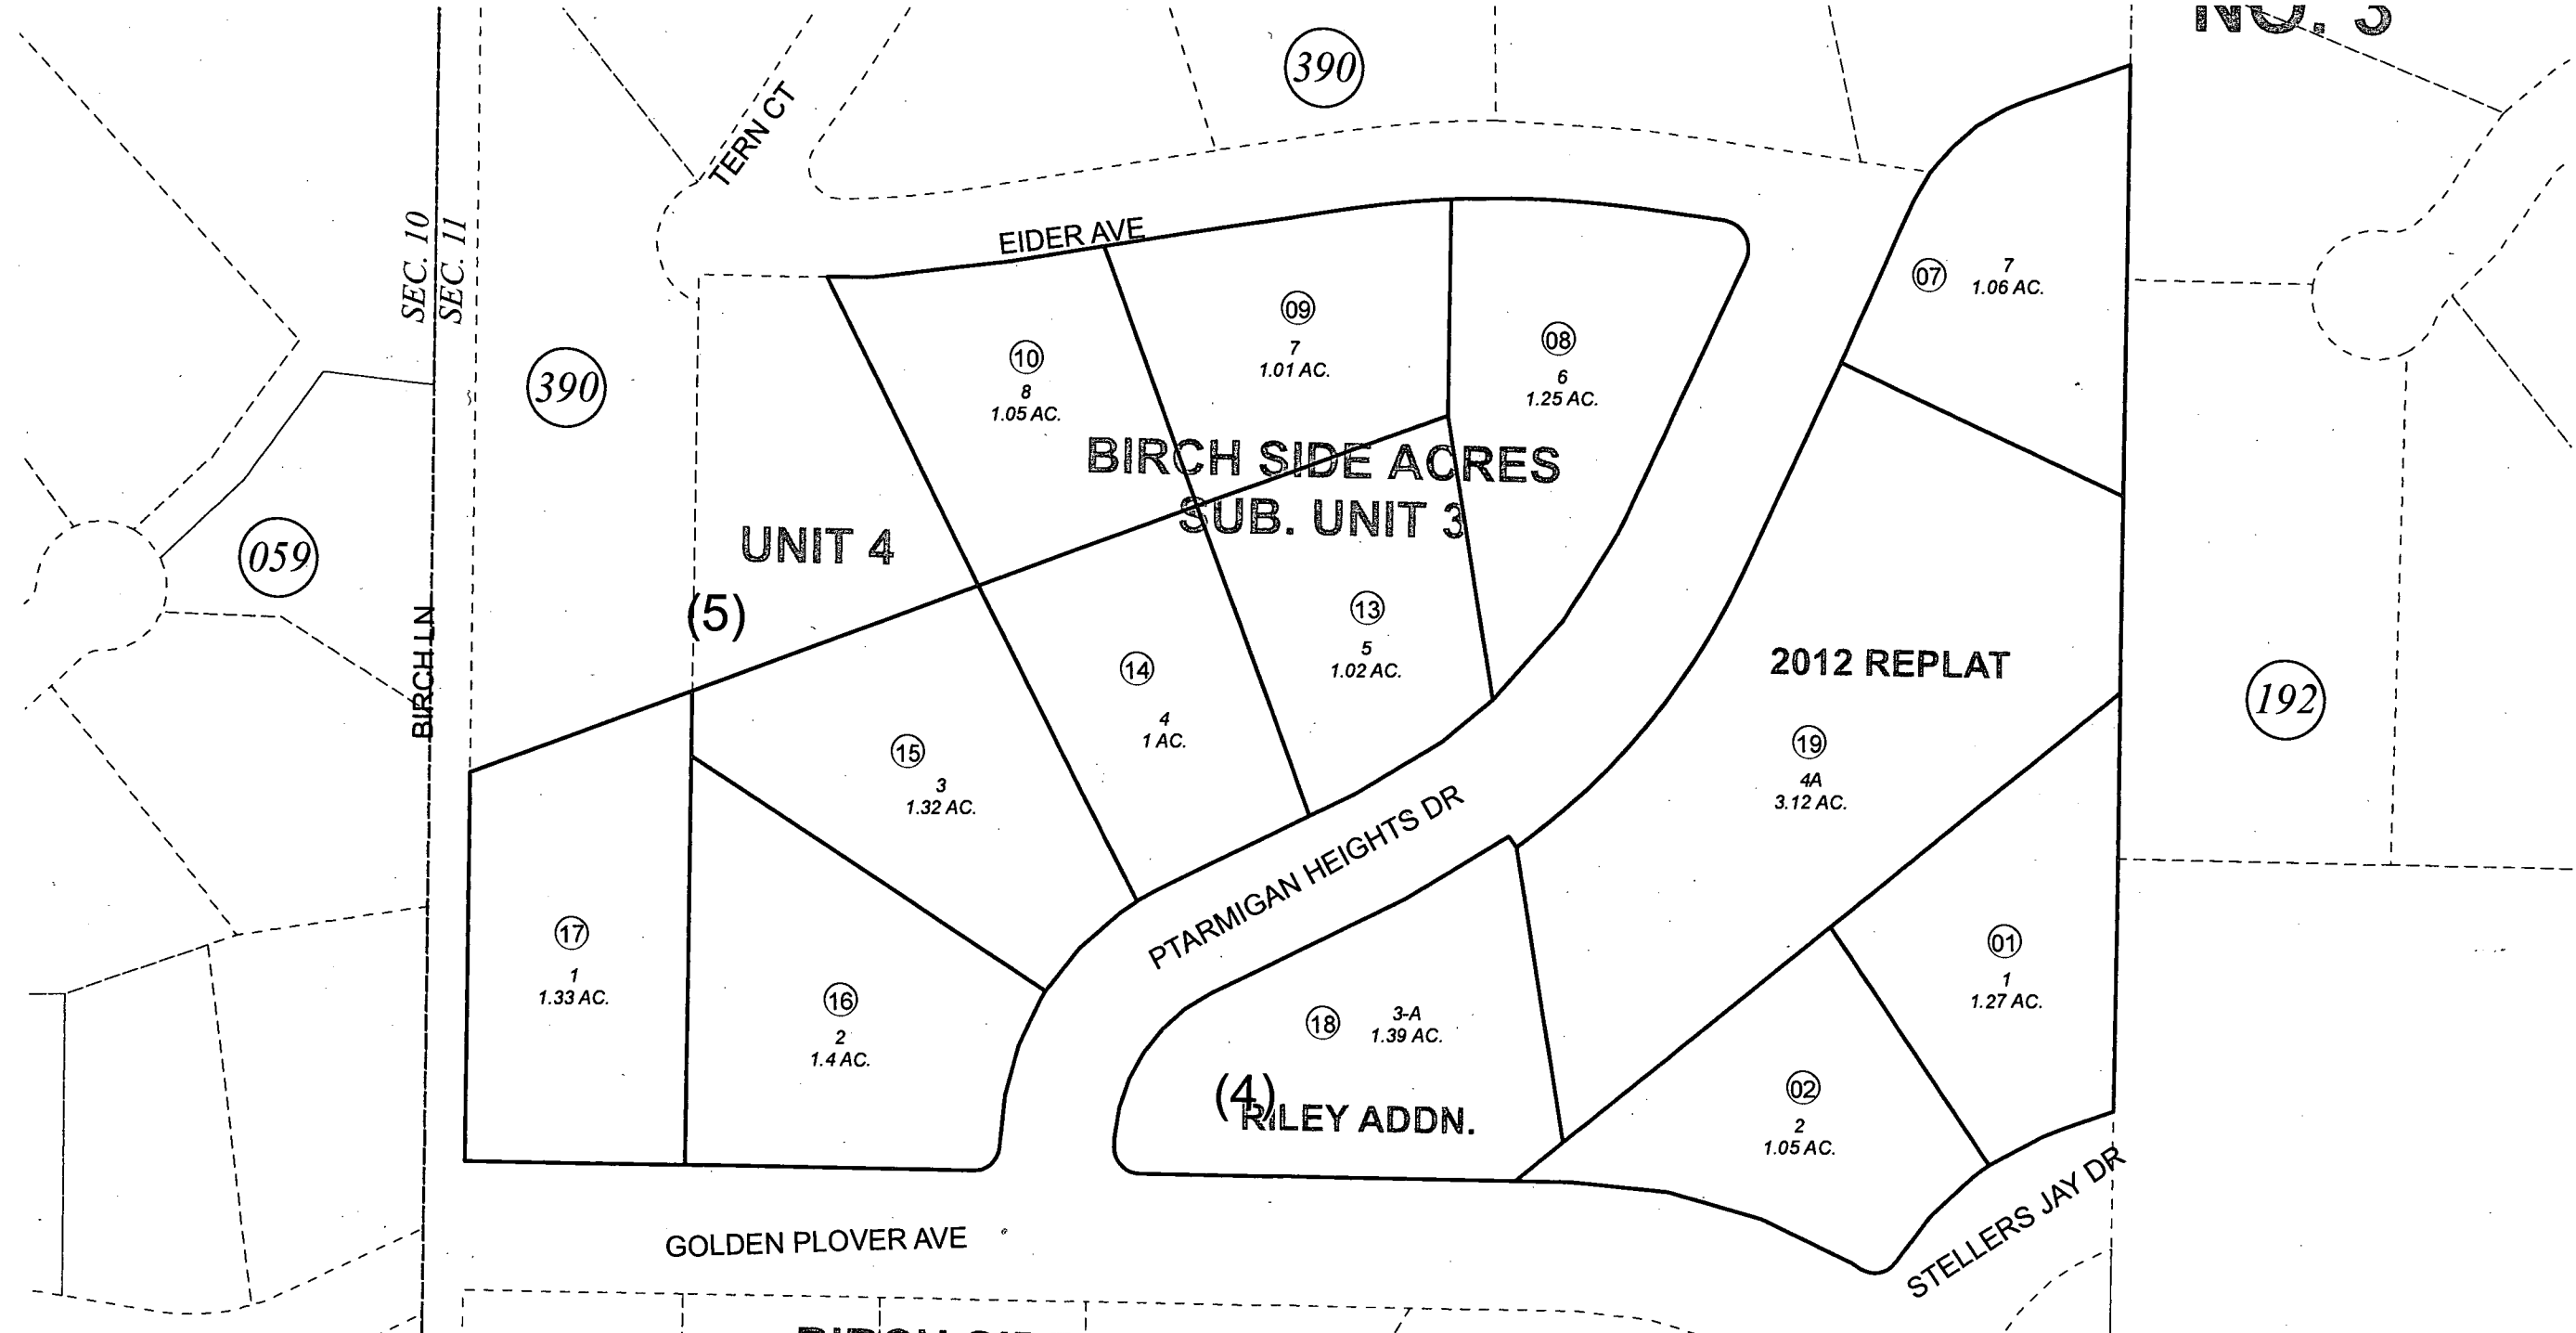 NO. 3
390
TERN CT
SEC. 10
SEC. 11
EIDER AVE
07
7
1.06 AC.
09
7
1.01 AC.
08
6
1.25 AC.
10
8
1.05 AC.
390
BIRCH SIDE ACRES
SUB. UNIT 3
UNIT 4
059
(5)
BIRCH LN
13
5
1.02 AC.
14
4
1 AC.
2012 REPLAT
192
15
3
1.32 AC.
19
4A
3.12 AC.
PTARMIGAN HEIGHTS DR
17
1
1.33 AC.
16
2
1.4 AC.
18
3-A
1.39 AC.
01
1
1.27 AC.
(4)
RILEY ADDN.
02
2
1.05 AC.
GOLDEN PLOVER AVE
STELLERS JAY DR